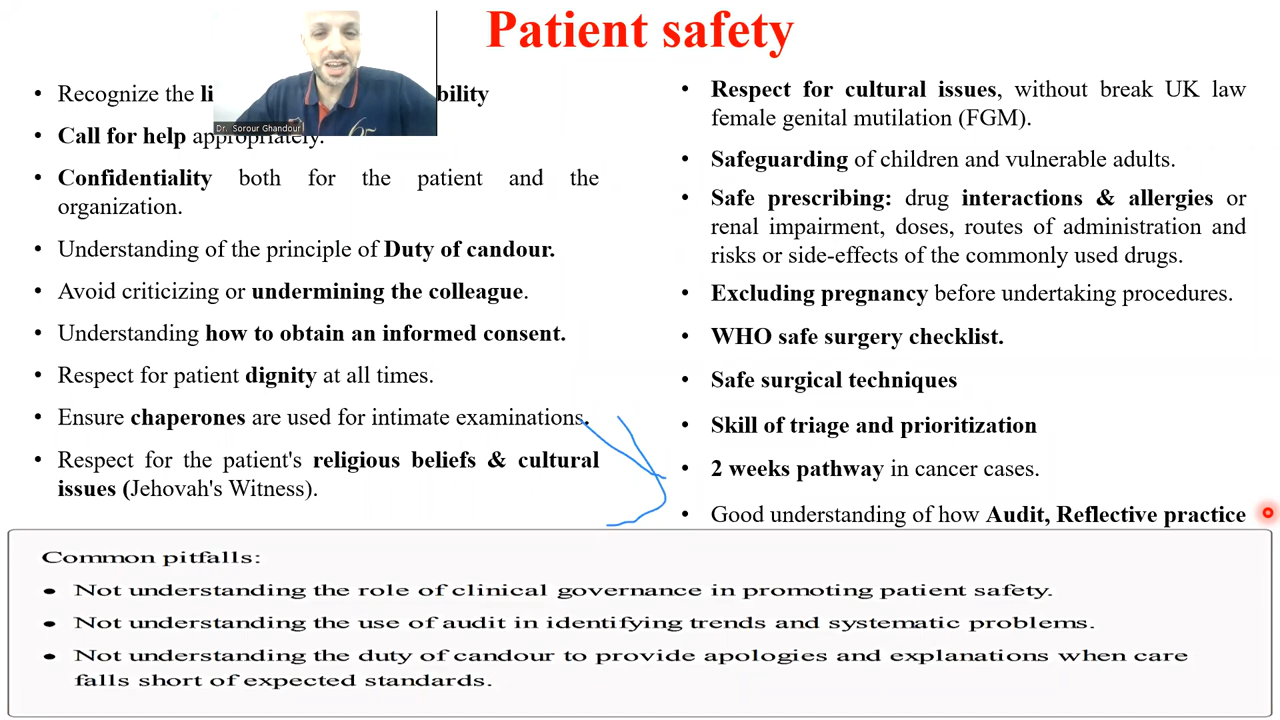 Patient safety
Recognize the li bility
Dr. Sorour Ghandour
• Call for help appropriately.
• Confidentiality both for the patient and the
organization.
• Understanding of the principle of Duty of candour.
• Avoid criticizing or undermining the colleague.
• Understanding how to obtain an informed consent.
• Respect for patient dignity at all times.
• Ensure chaperones are used for intimate examinations.
• Respect for the patient's religious beliefs & cultural
issues (Jehovah's Witness).
• Respect for cultural issues, without break UK law
female genital mutilation (FGM).
• Safeguarding of children and vulnerable adults.
• Safe prescribing: drug interactions & allergies or
renal impairment, doses, routes of administration and
risks or side-effects of the commonly used drugs.
• Excluding pregnancy before undertaking procedures.
• WHO safe surgery checklist.
• Safe surgical techniques
• Skill of triage and prioritization
• 2 weeks pathway in cancer cases.
• Good understanding of how Audit, Reflective practice
Common pitfalls:
• Not understanding the role of clinical governance in promoting patient safety.
• Not understanding the use of audit in identifying trends and systematic problems.
• Not understanding the duty of candour to provide apologies and explanations when care
falls short of expected standards.